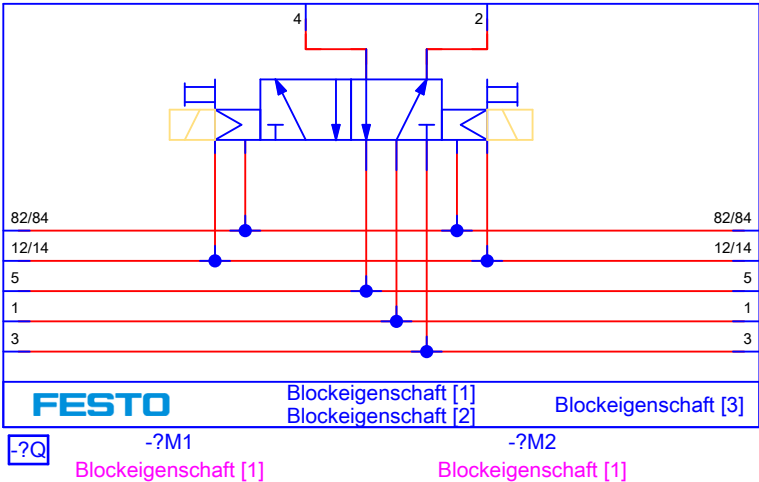 4 2
82/84 82/84
12/14 12/14
5 5
1 1
3 3
FESTO
Blockeigenschaft [1]
Blockeigenschaft [2]
Blockeigenschaft [3]
-?Q -?M1 -?M2
Blockeigenschaft [1] Blockeigenschaft [1]